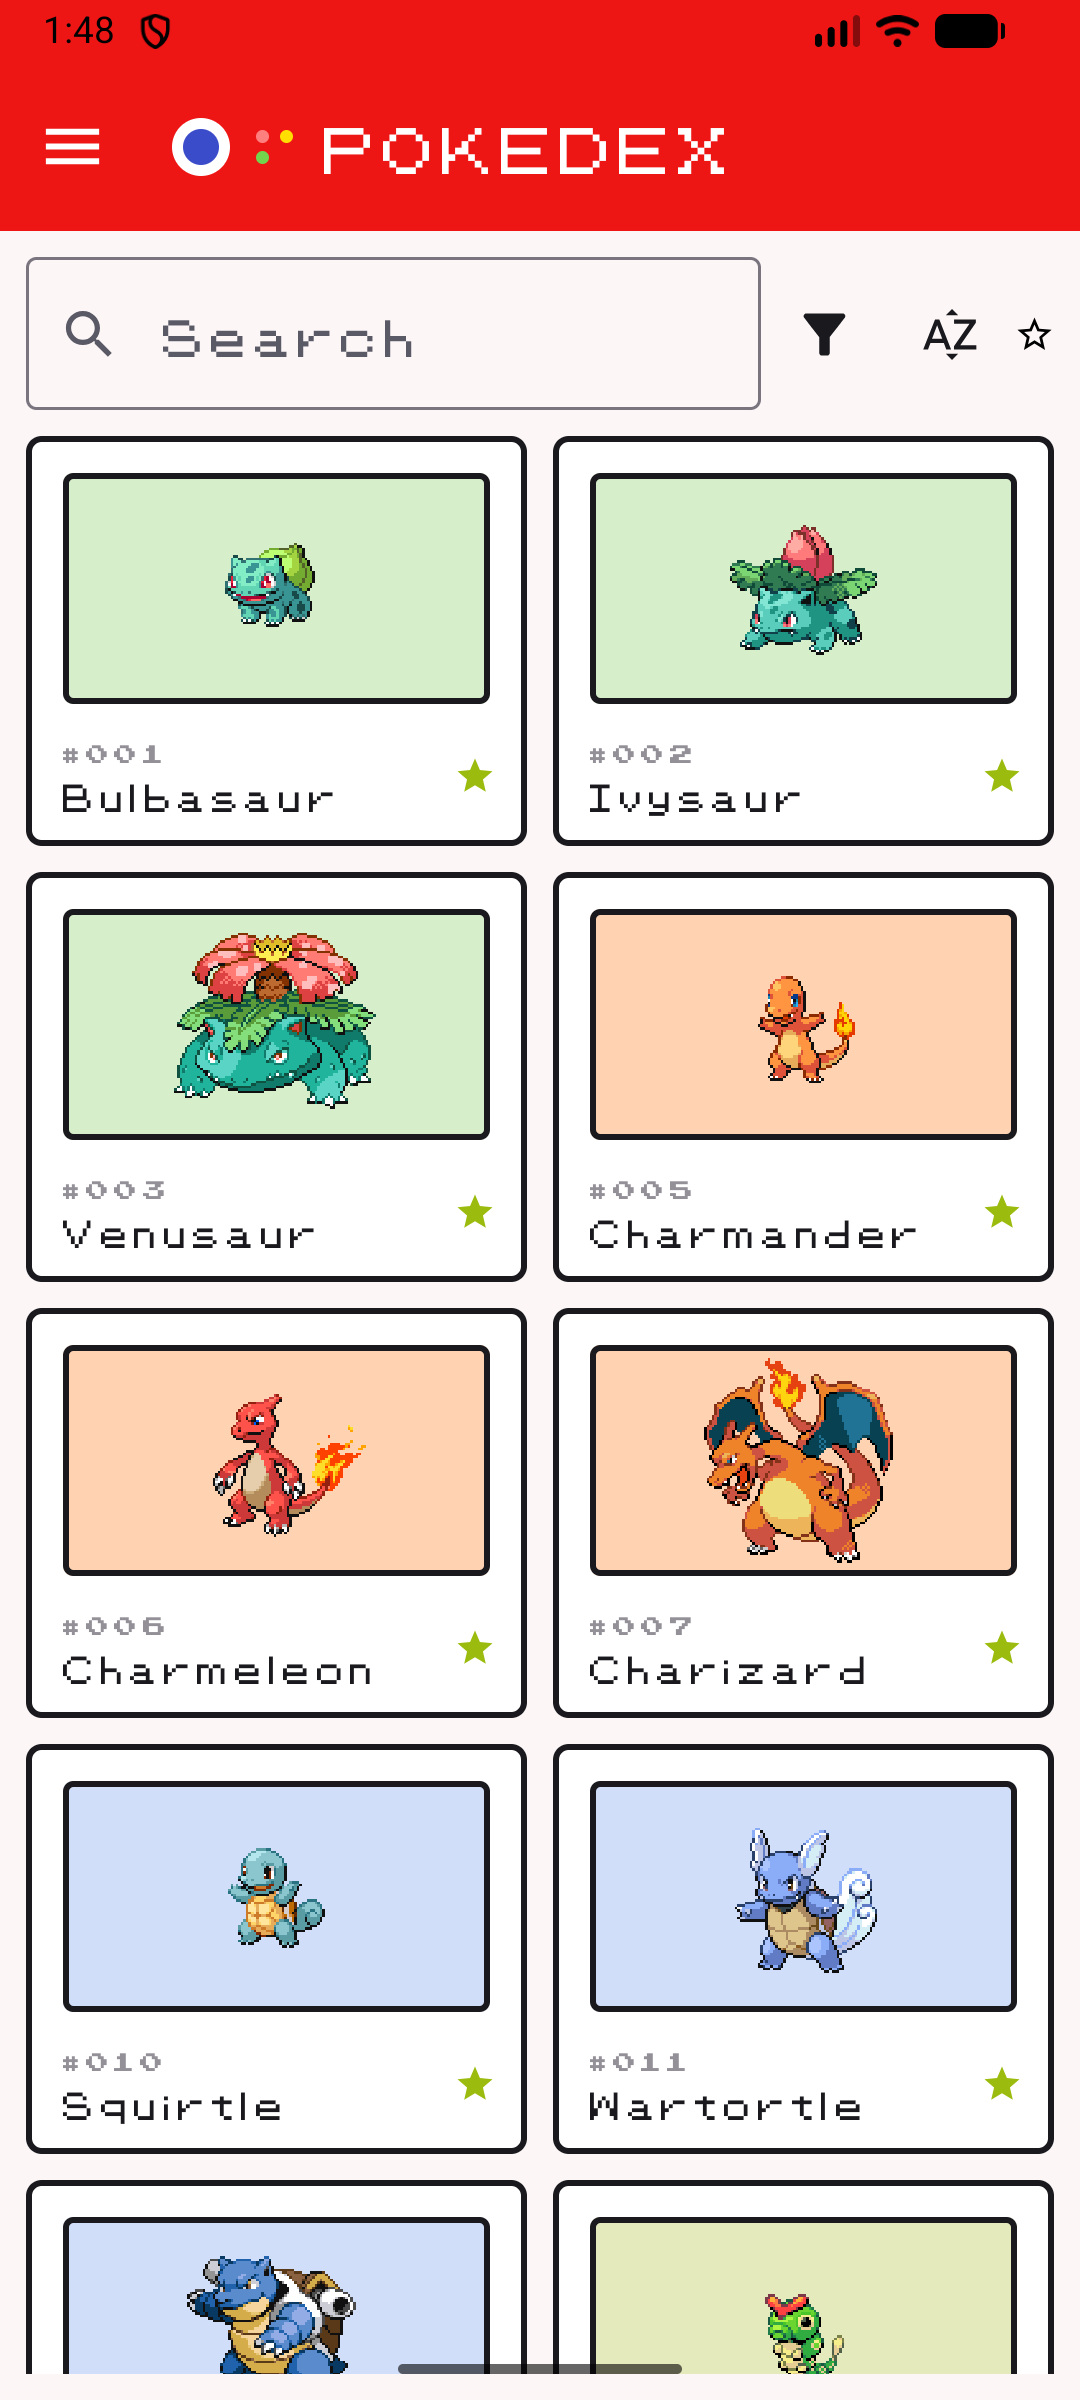 1:48
POKEDEX
Search
AZ
#001
Bulbasaur
#002
Ivysaur
#003
Venusaur
#005
Charmander
#006
Charmeleon
#007
Charizard
#010
Squirtle
#011
Wartortle